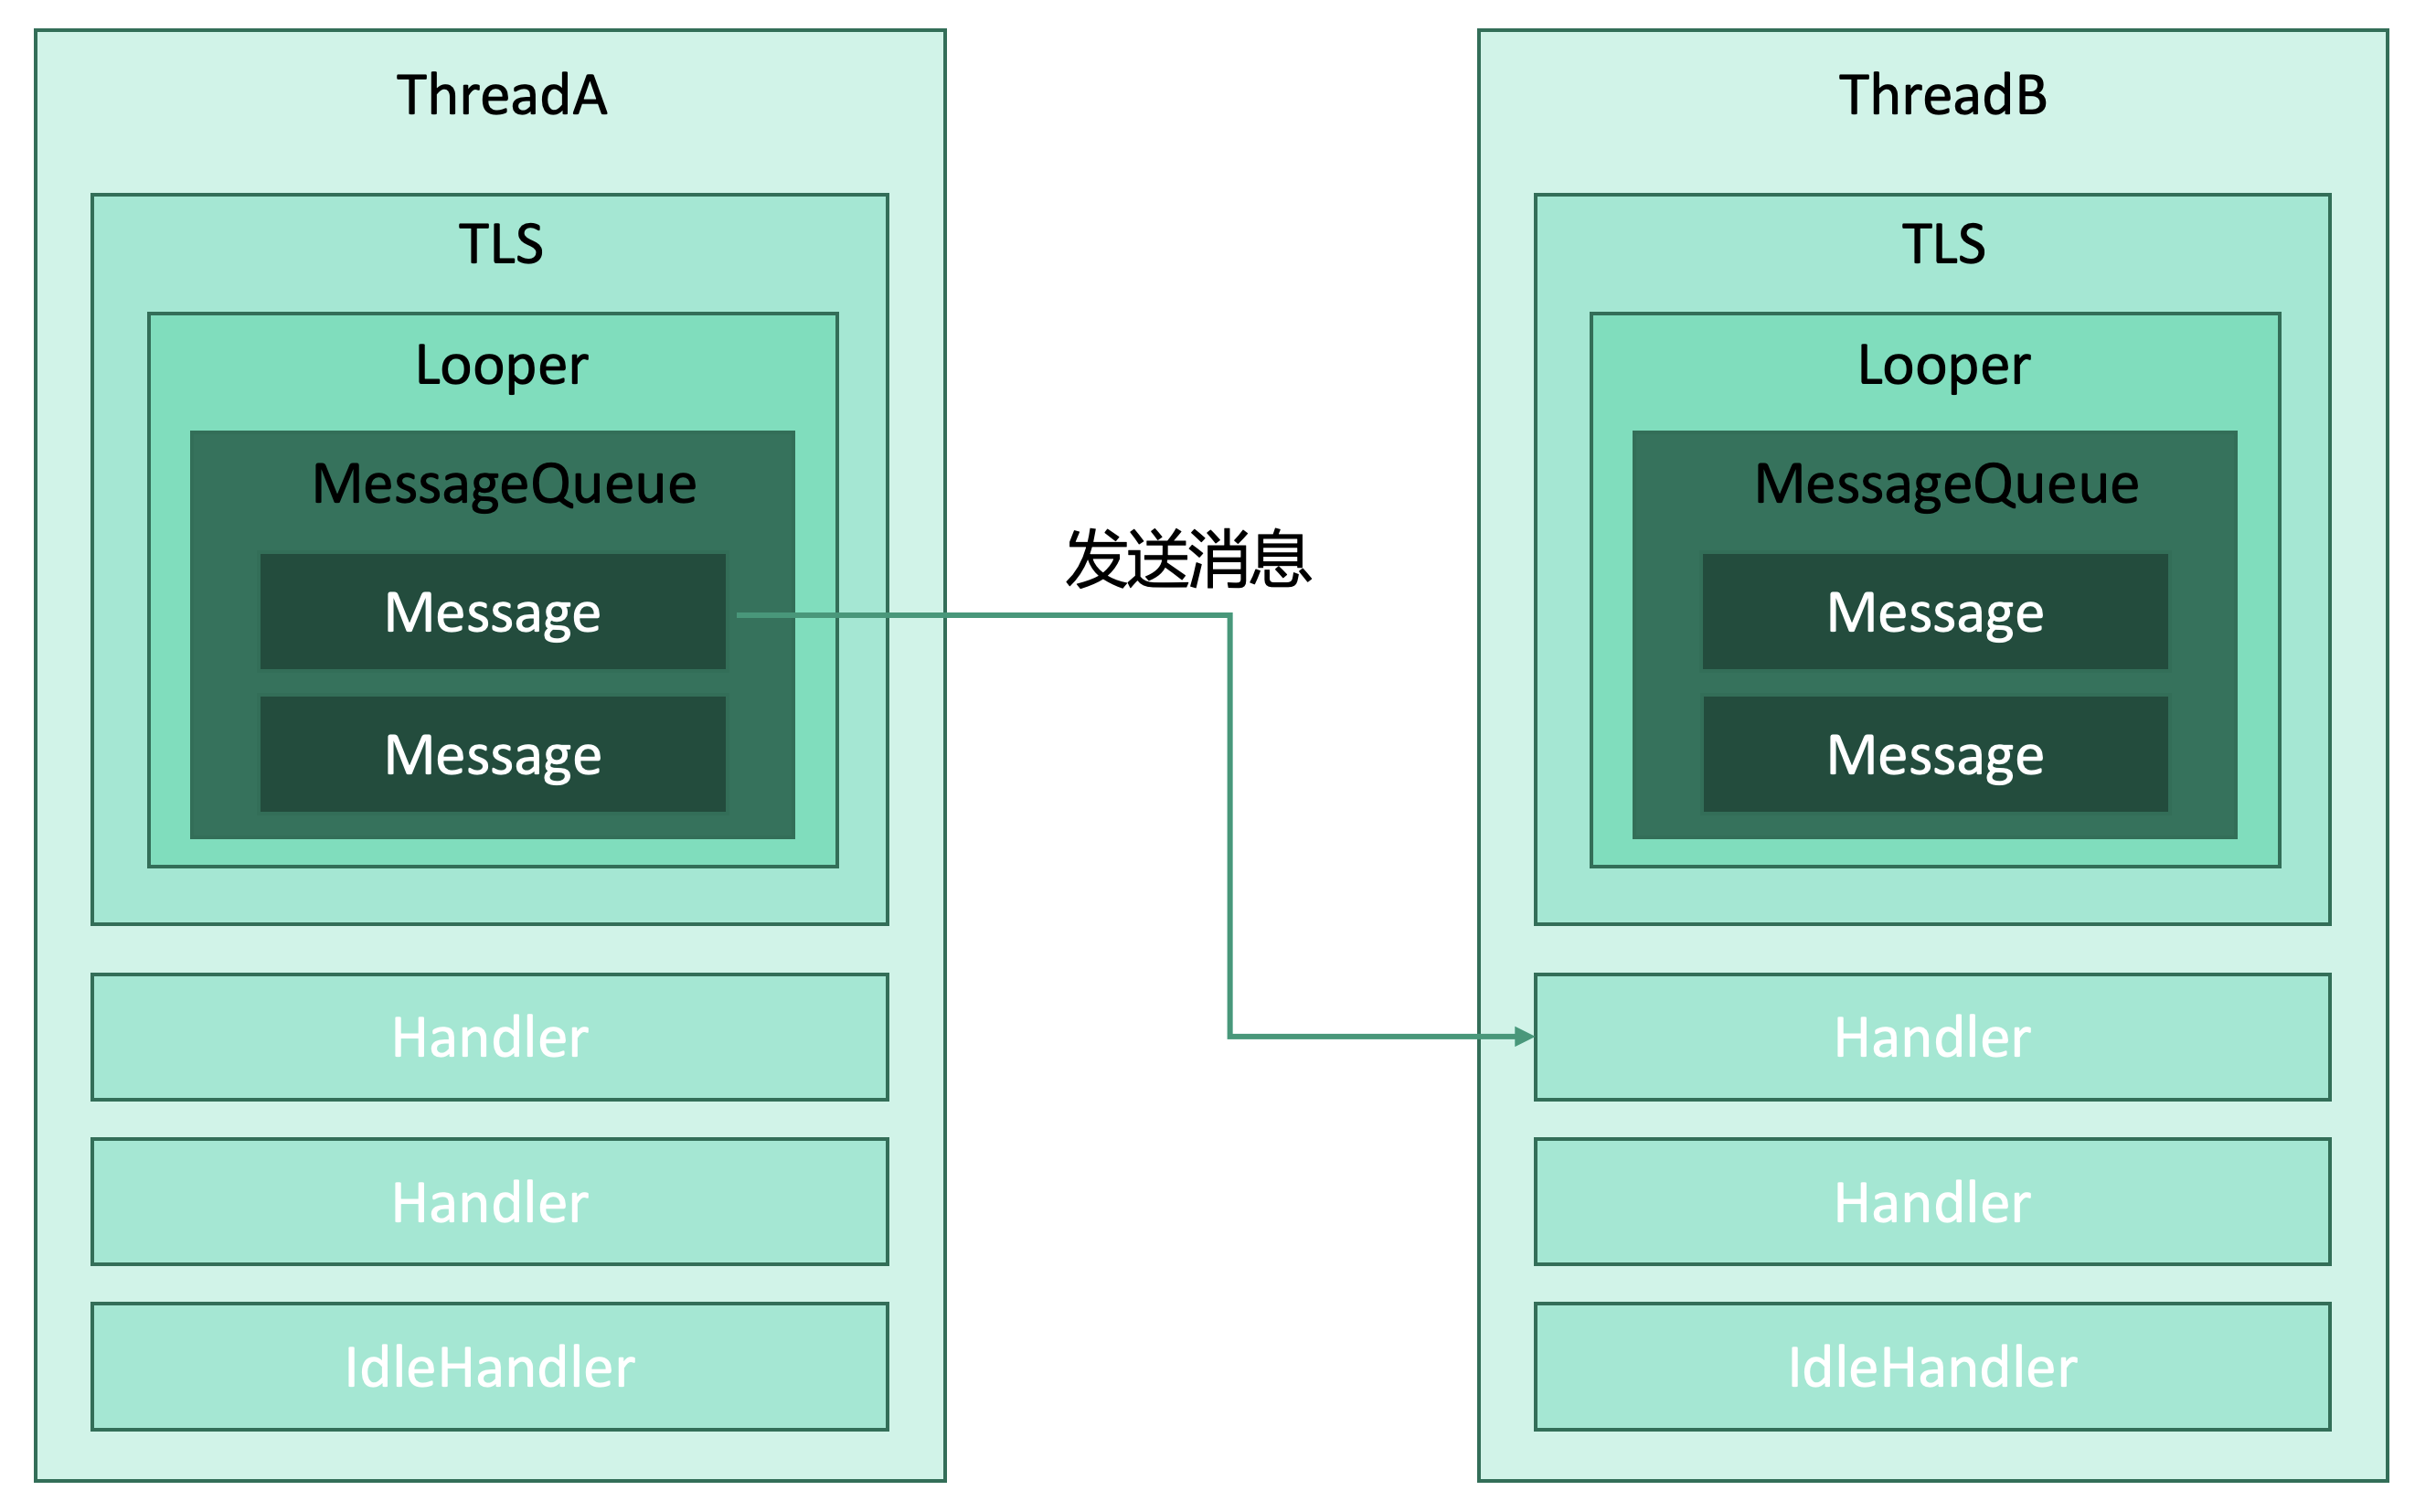 ThreadA
TLS
Looper
MessageQueue
Message
Message
Handler
Handler
IdleHandler
发送消息
ThreadB
TLS
Looper
MessageQueue
Message
Message
Handler
Handler
IdleHandler